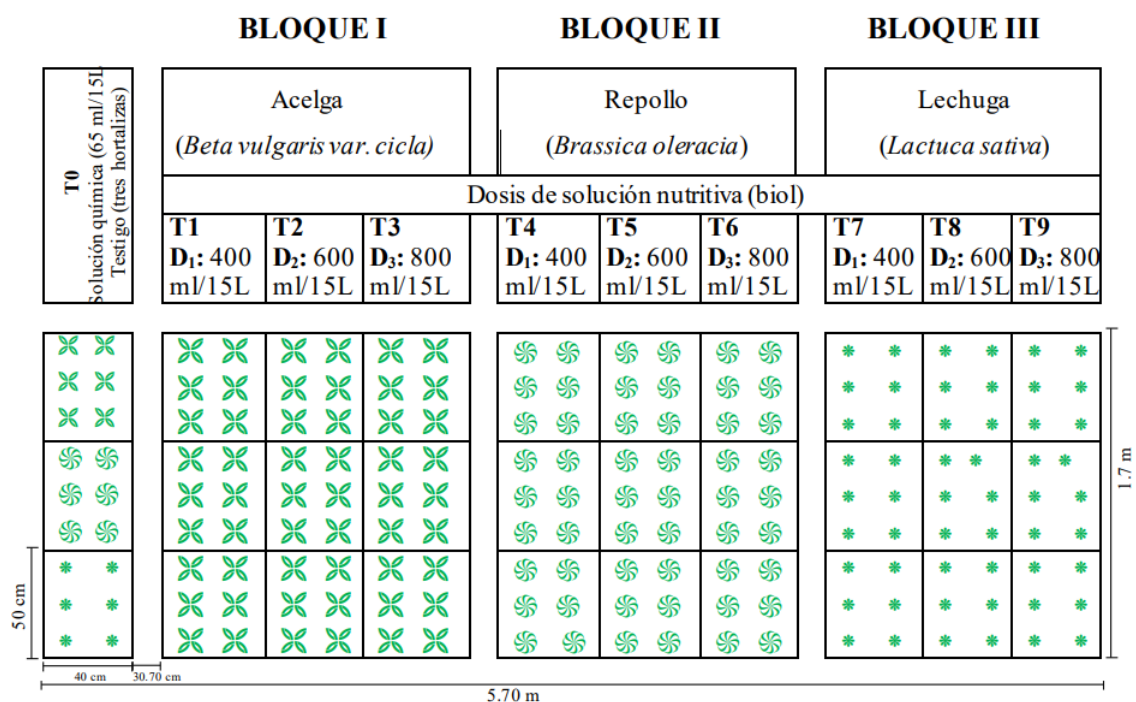 BLOQUE I
BLOQUE II
BLOQUE III
T0
Solución química (65 ml/15L
Testigo (tres hortalizas)
Acelga
(Beta vulgaris var. cicla)
Repollo
(Brassica oleracia)
Lechuga
(Lactuca sativa)
Dosis de solución nutritiva (biol)
T1
D₁: 400
ml/15L
T2
D₂: 600
ml/15L
T3
D₃: 800
ml/15L
T4
D₁: 400
ml/15L
T5
D₂: 600
ml/15L
T6
D₃: 800
ml/15L
T7
D₁: 400
ml/15L
T8
D₂: 600
ml/15L
T9
D₃: 800
ml/15L
1.7 m
50 cm
40 cm
30.70 cm
5.70 m